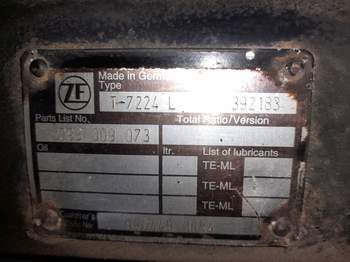 ZF
Made in Germ
Type
T-7224 L 392183
Parts List No. Total Ratio/Version
073
Oil ltr. List of lubricants
TE-ML
TE-ML
TE-ML